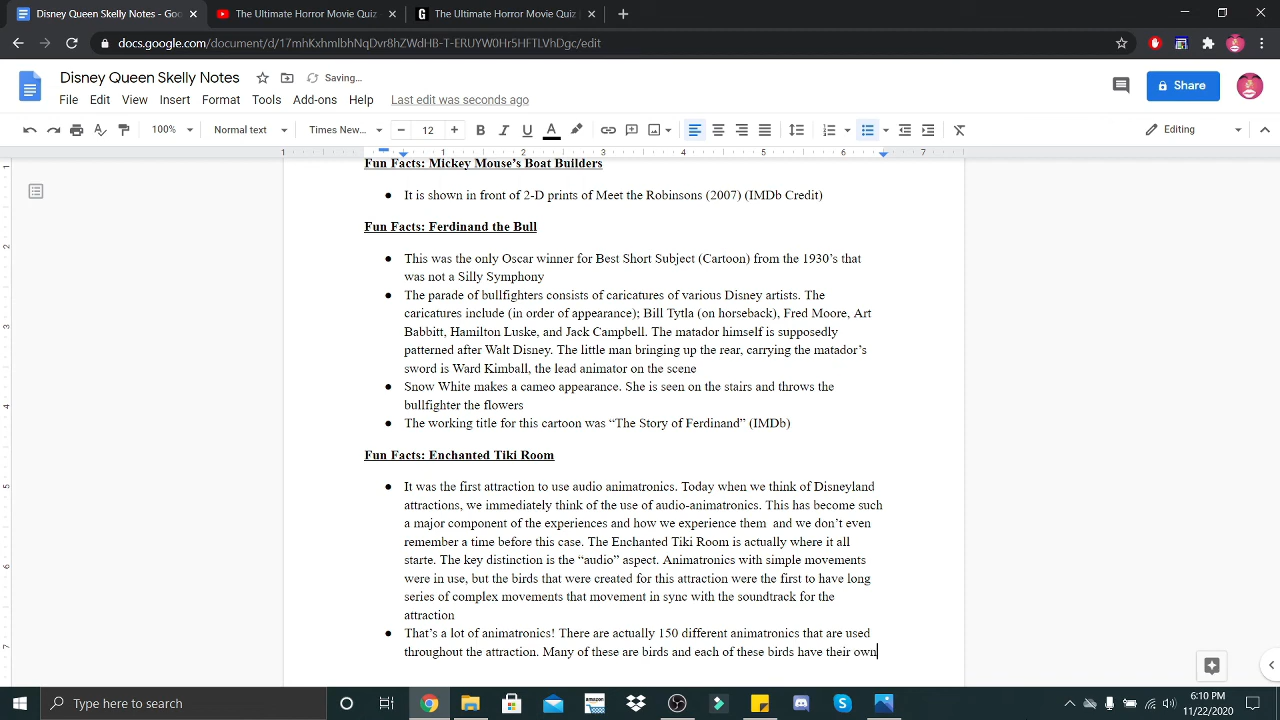 Disney Queen Skelly Notes - Goo
The Ultimate Horror Movie Quiz
G The Ultimate Horror Movie Quiz
docs.google.com/document/d/17mhKxhmlbhNqDvr8hZWdHB-T-ERUYW0Hr5HFTLVhDgc/edit
Disney Queen Skelly Notes
Saving...
File Edit View Insert Format Tools Add-ons Help Last edit was seconds ago
Share
100% Normal text Times New... 12 B I U A Editing
1 1 2 3 4 5 6 7
Fun Facts: Mickey Mouse’s Boat Builders
● It is shown in front of 2-D prints of Meet the Robinsons (2007) (IMDb Credit)
Fun Facts: Ferdinand the Bull
● This was the only Oscar winner for Best Short Subject (Cartoon) from the 1930’s that
was not a Silly Symphony
● The parade of bullfighters consists of caricatures of various Disney artists. The
caricatures include (in order of appearance); Bill Tytla (on horseback), Fred Moore, Art
Babbitt, Hamilton Luske, and Jack Campbell. The matador himself is supposedly
patterned after Walt Disney. The little man bringing up the rear, carrying the matador’s
sword is Ward Kimball, the lead animator on the scene
● Snow White makes a cameo appearance. She is seen on the stairs and throws the
bullfighter the flowers
● The working title for this cartoon was “The Story of Ferdinand” (IMDb)
Fun Facts: Enchanted Tiki Room
● It was the first attraction to use audio animatronics. Today when we think of Disneyland
attractions, we immediately think of the use of audio-animatronics. This has become such
a major component of the experiences and how we experience them  and we don’t even
remember a time before this case. The Enchanted Tiki Room is actually where it all
starte. The key distinction is the “audio” aspect. Animatronics with simple movements
were in use, but the birds that were created for this attraction were the first to have long
series of complex movements that movement in sync with the soundtrack for the
attraction
● That’s a lot of animatronics! There are actually 150 different animatronics that are used
throughout the attraction. Many of these are birds and each of these birds have their own
1
2
3
4
5
6
7
Type here to search
amazon
6:10 PM
11/22/2020